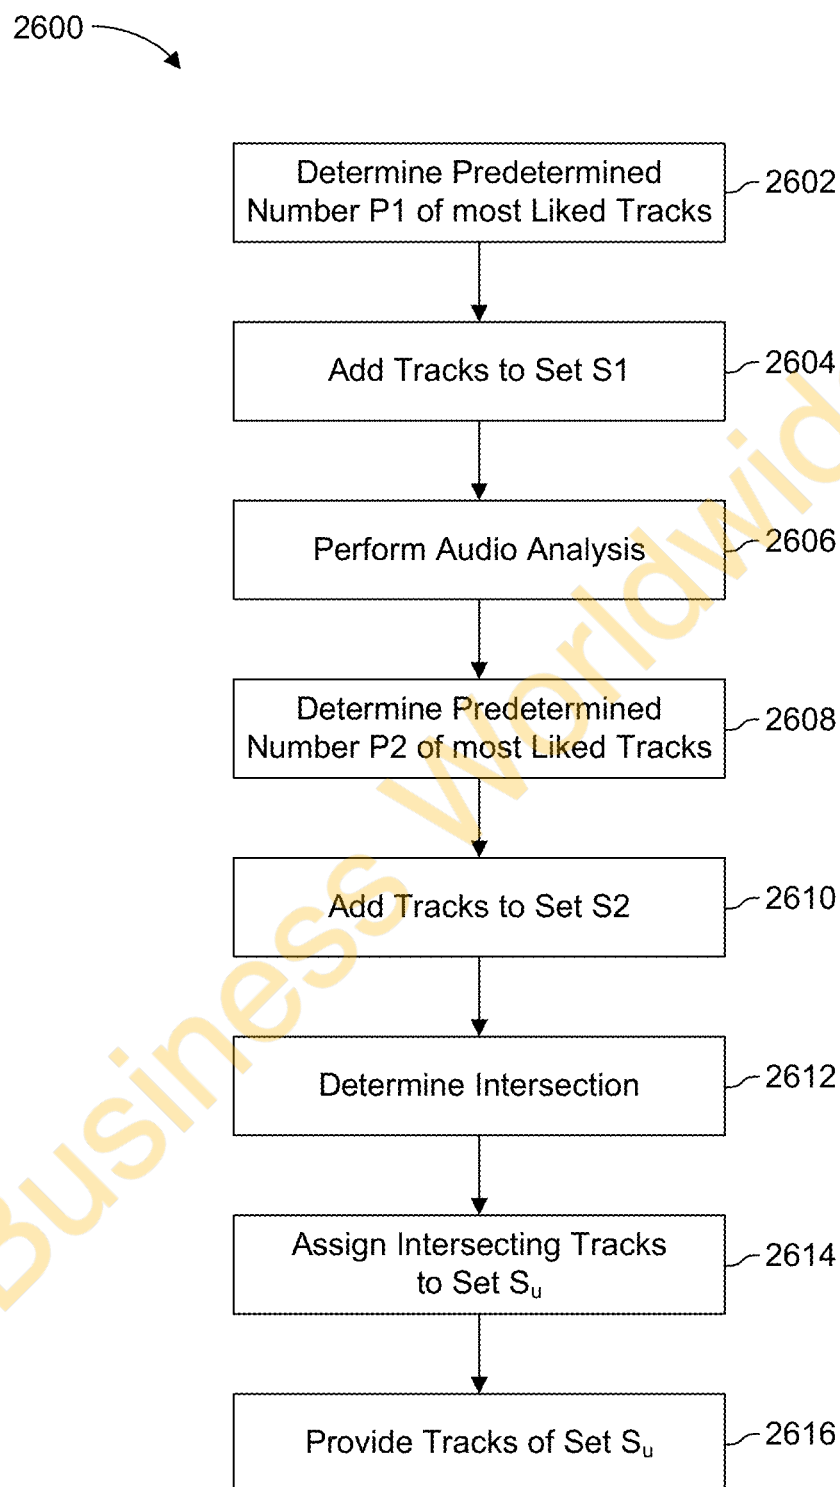 2600
Determine Predetermined
Number P1 of most Liked Tracks
2602
Add Tracks to Set S1
2604
Perform Audio Analysis
2606
Determine Predetermined
Number P2 of most Liked Tracks
2608
Add Tracks to Set S2
2610
Determine Intersection
2612
Assign Intersecting Tracks
to Set Su
2614
Provide Tracks of Set Su
2616
Business Worldwid